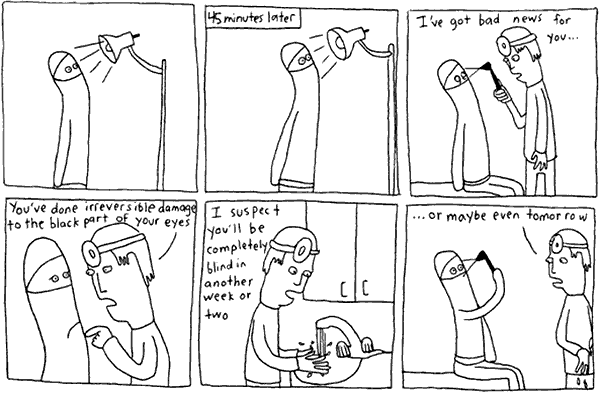 45 minutes later
I've got bad news for
you...
You've done irreversible damage
to the black part of your eyes
I suspect
you'll be
completely
blind in
another
week or
two
...or maybe even tomorrow